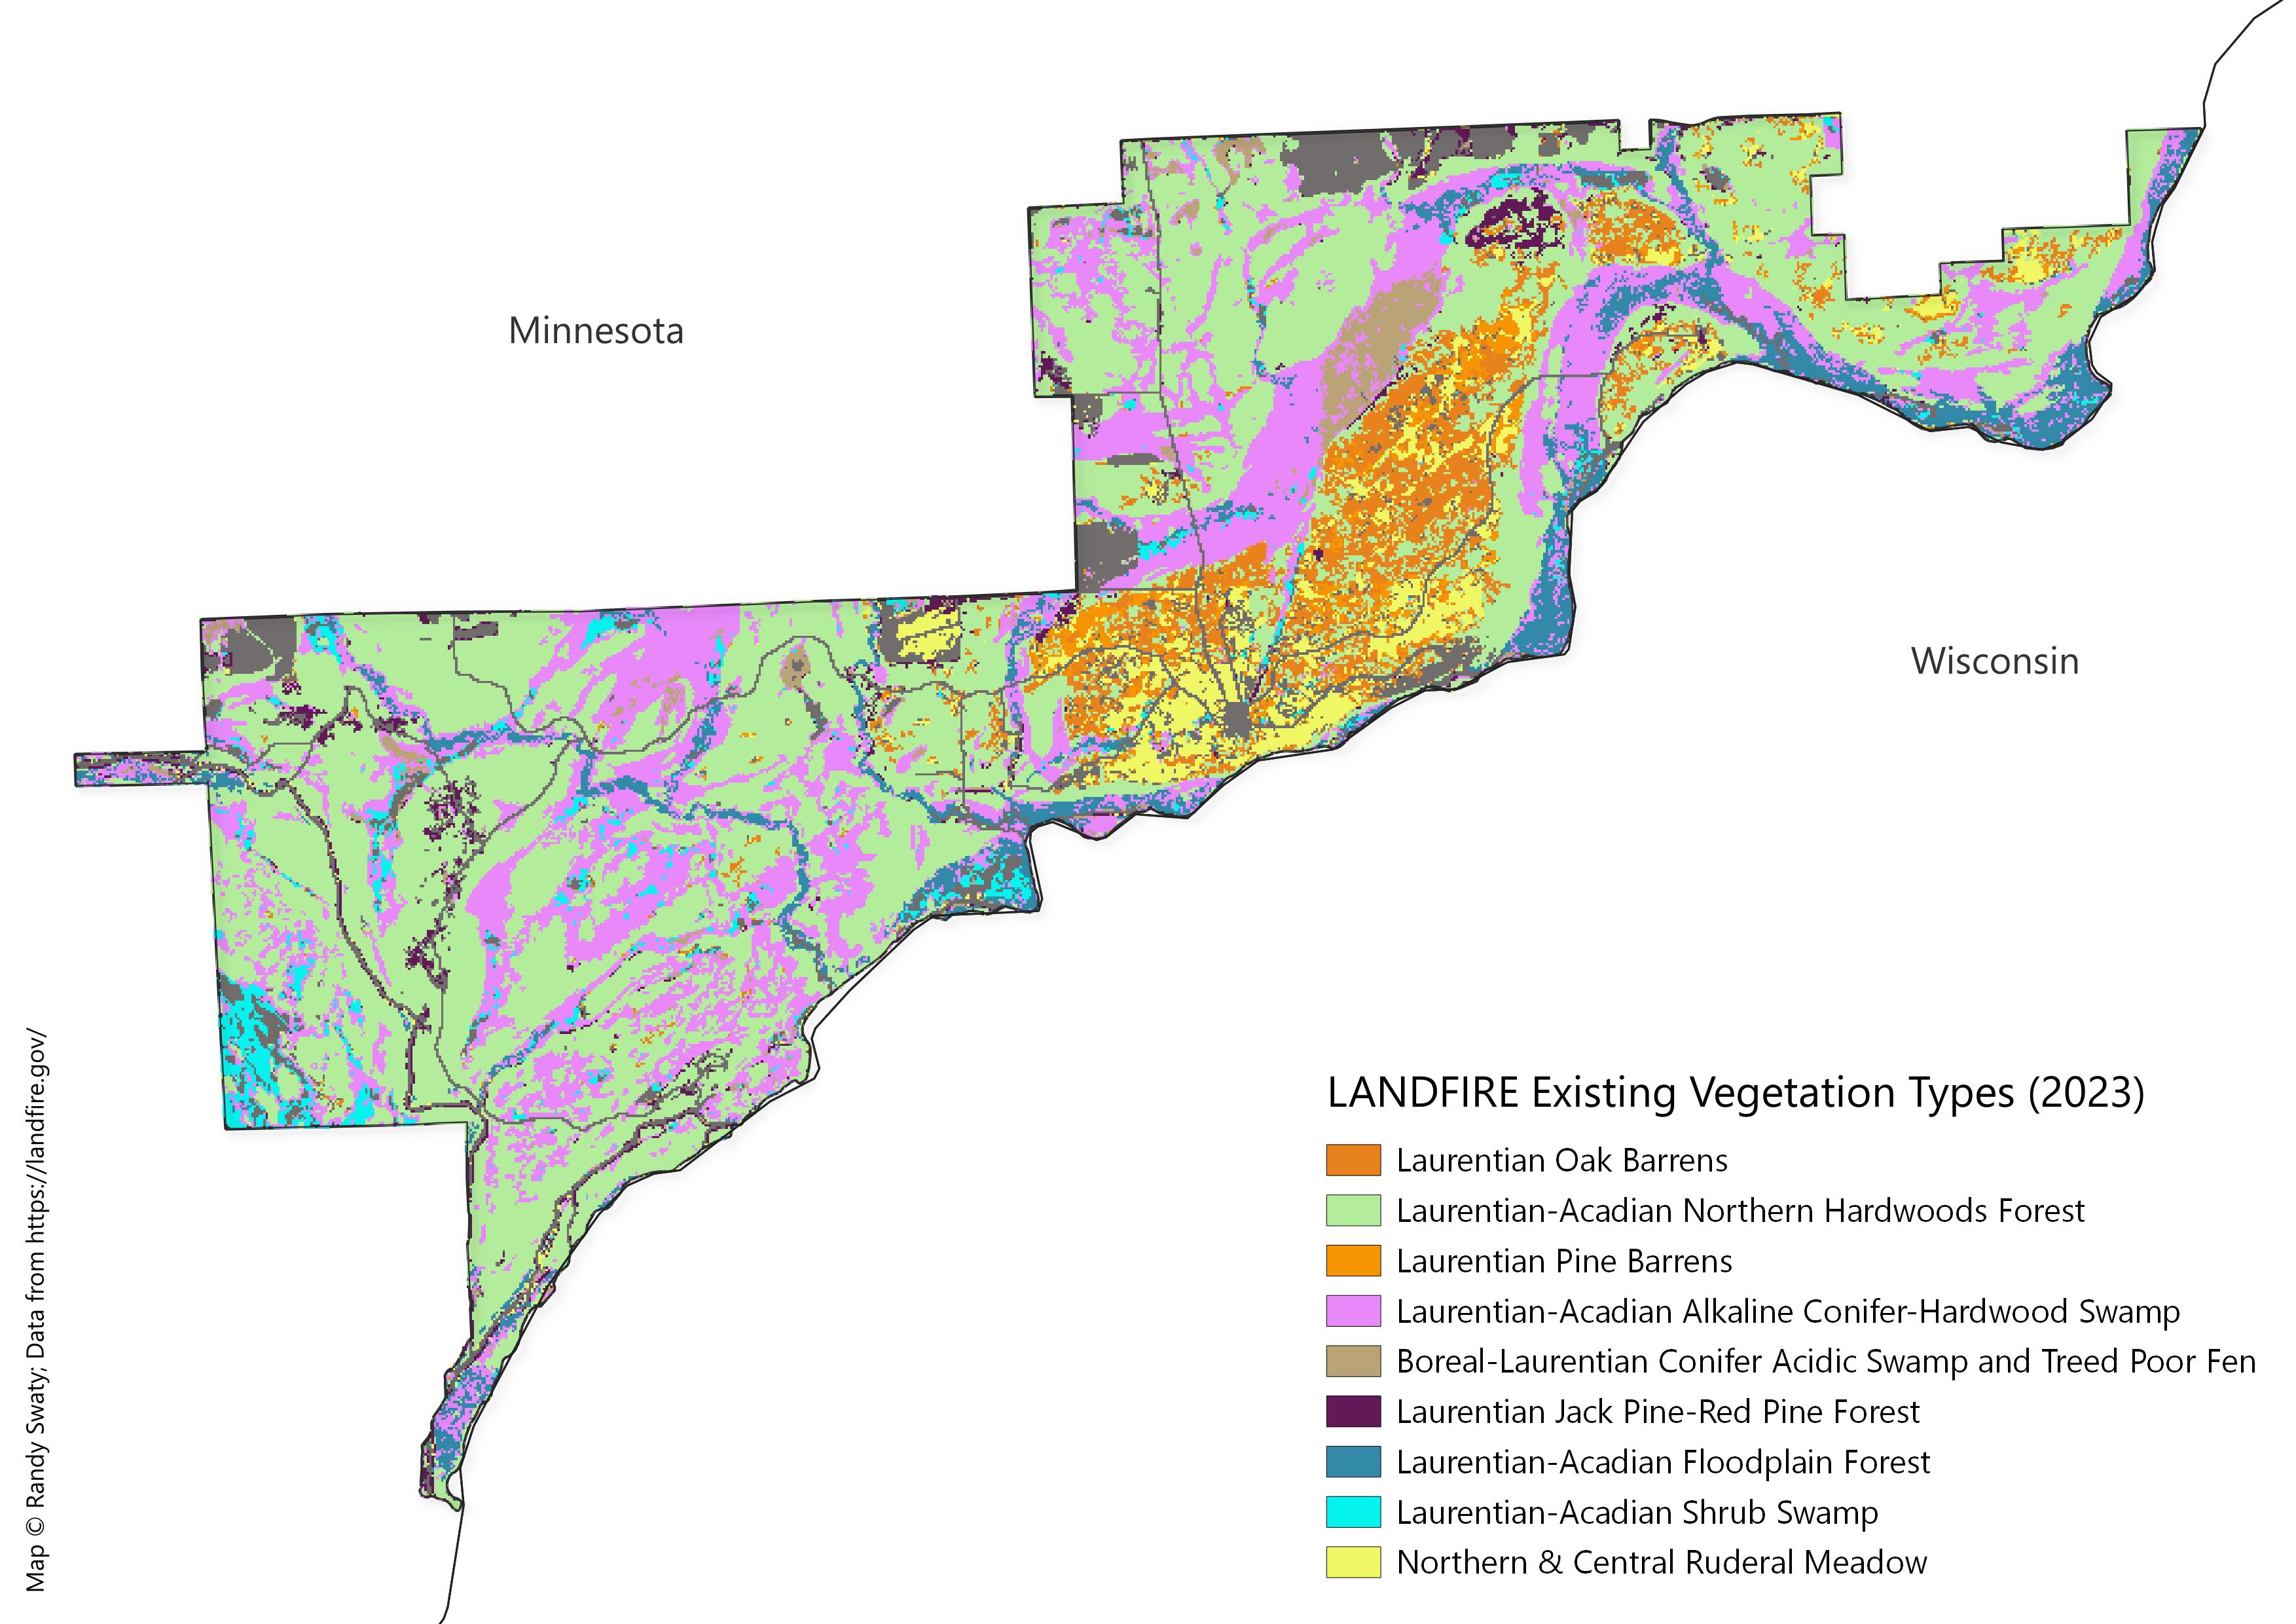 Minnesota
Wisconsin
LANDFIRE Existing Vegetation Types (2023)
Laurentian Oak Barrens
Laurentian-Acadian Northern Hardwoods Forest
Laurentian Pine Barrens
Laurentian-Acadian Alkaline Conifer-Hardwood Swamp
Boreal-Laurentian Conifer Acidic Swamp and Treed Poor Fen
Laurentian Jack Pine-Red Pine Forest
Laurentian-Acadian Floodplain Forest
Laurentian-Acadian Shrub Swamp
Northern & Central Ruderal Meadow
Map © Randy Swaty; Data from https://landfire.gov/